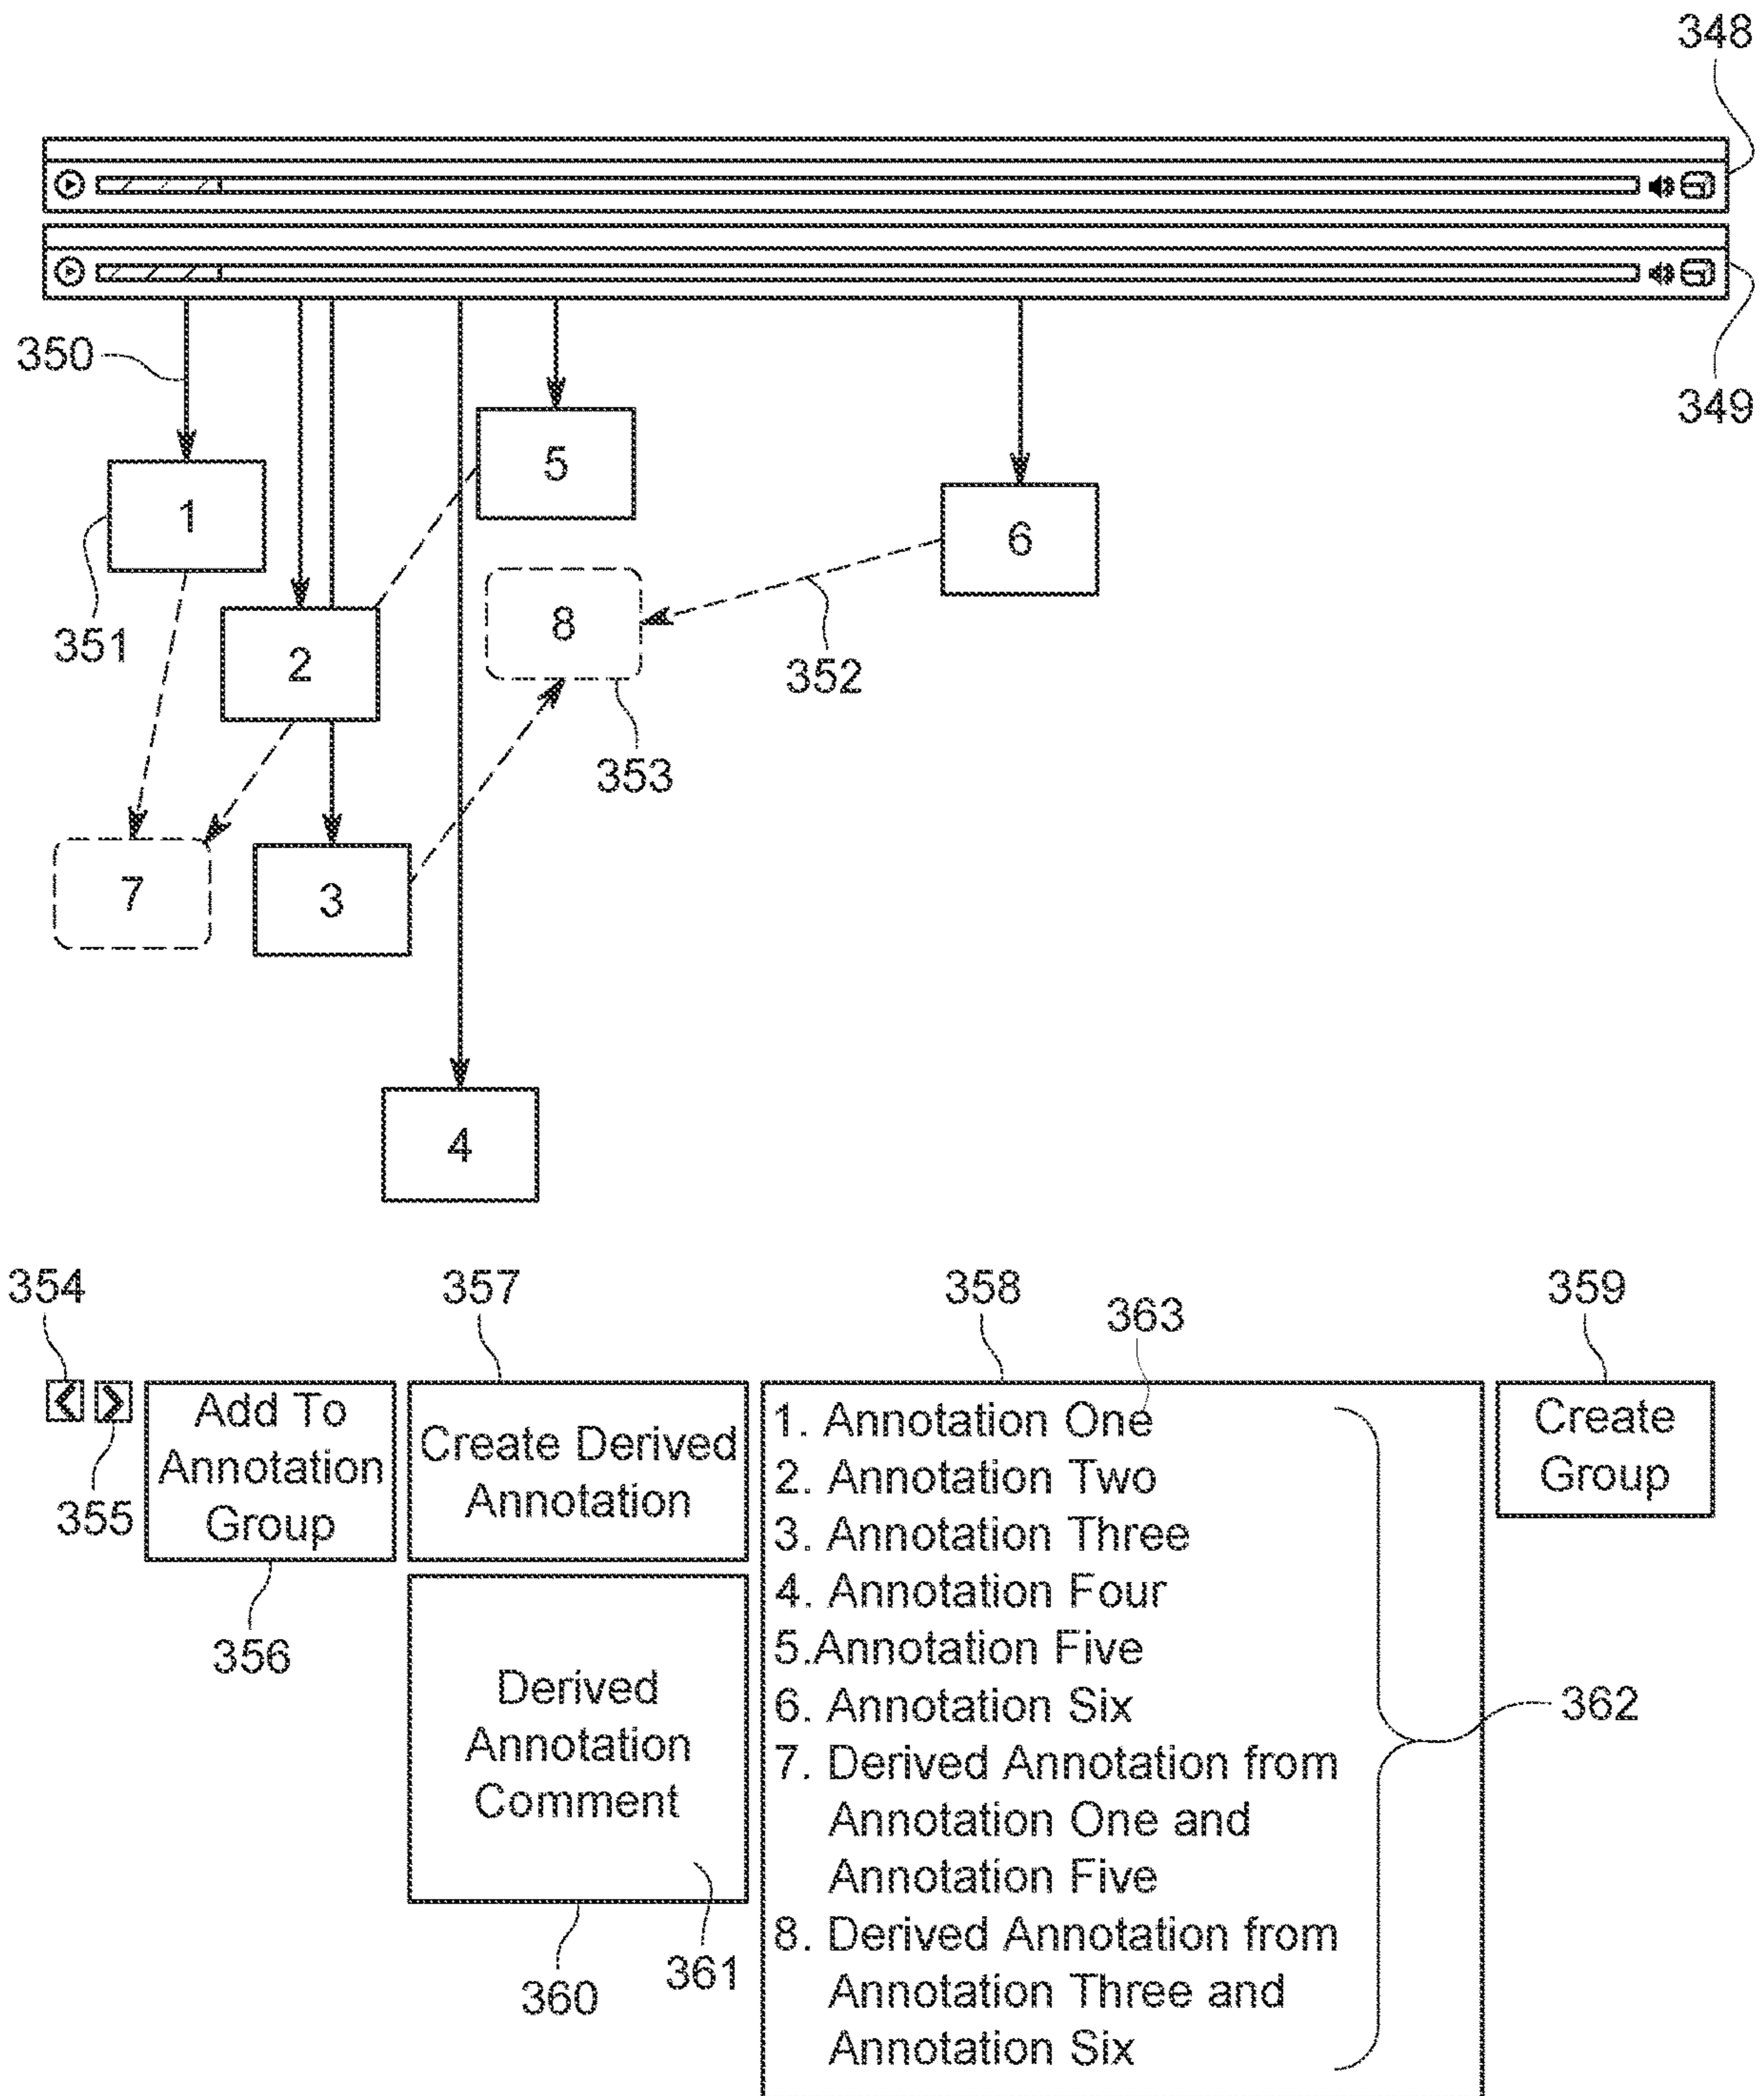 348
350
349
1
5
6
351
8
2
352
353
7
3
4
354
357
358
363
359
355
Add To
Annotation
Group
356
Create Derived
Annotation
Derived
Annotation
Comment
361
360
1. Annotation One
2. Annotation Two
3. Annotation Three
4. Annotation Four
5.Annotation Five
6. Annotation Six
7. Derived Annotation from
Annotation One and
Annotation Five
8. Derived Annotation from
Annotation Three and
Annotation Six
362
Create
Group